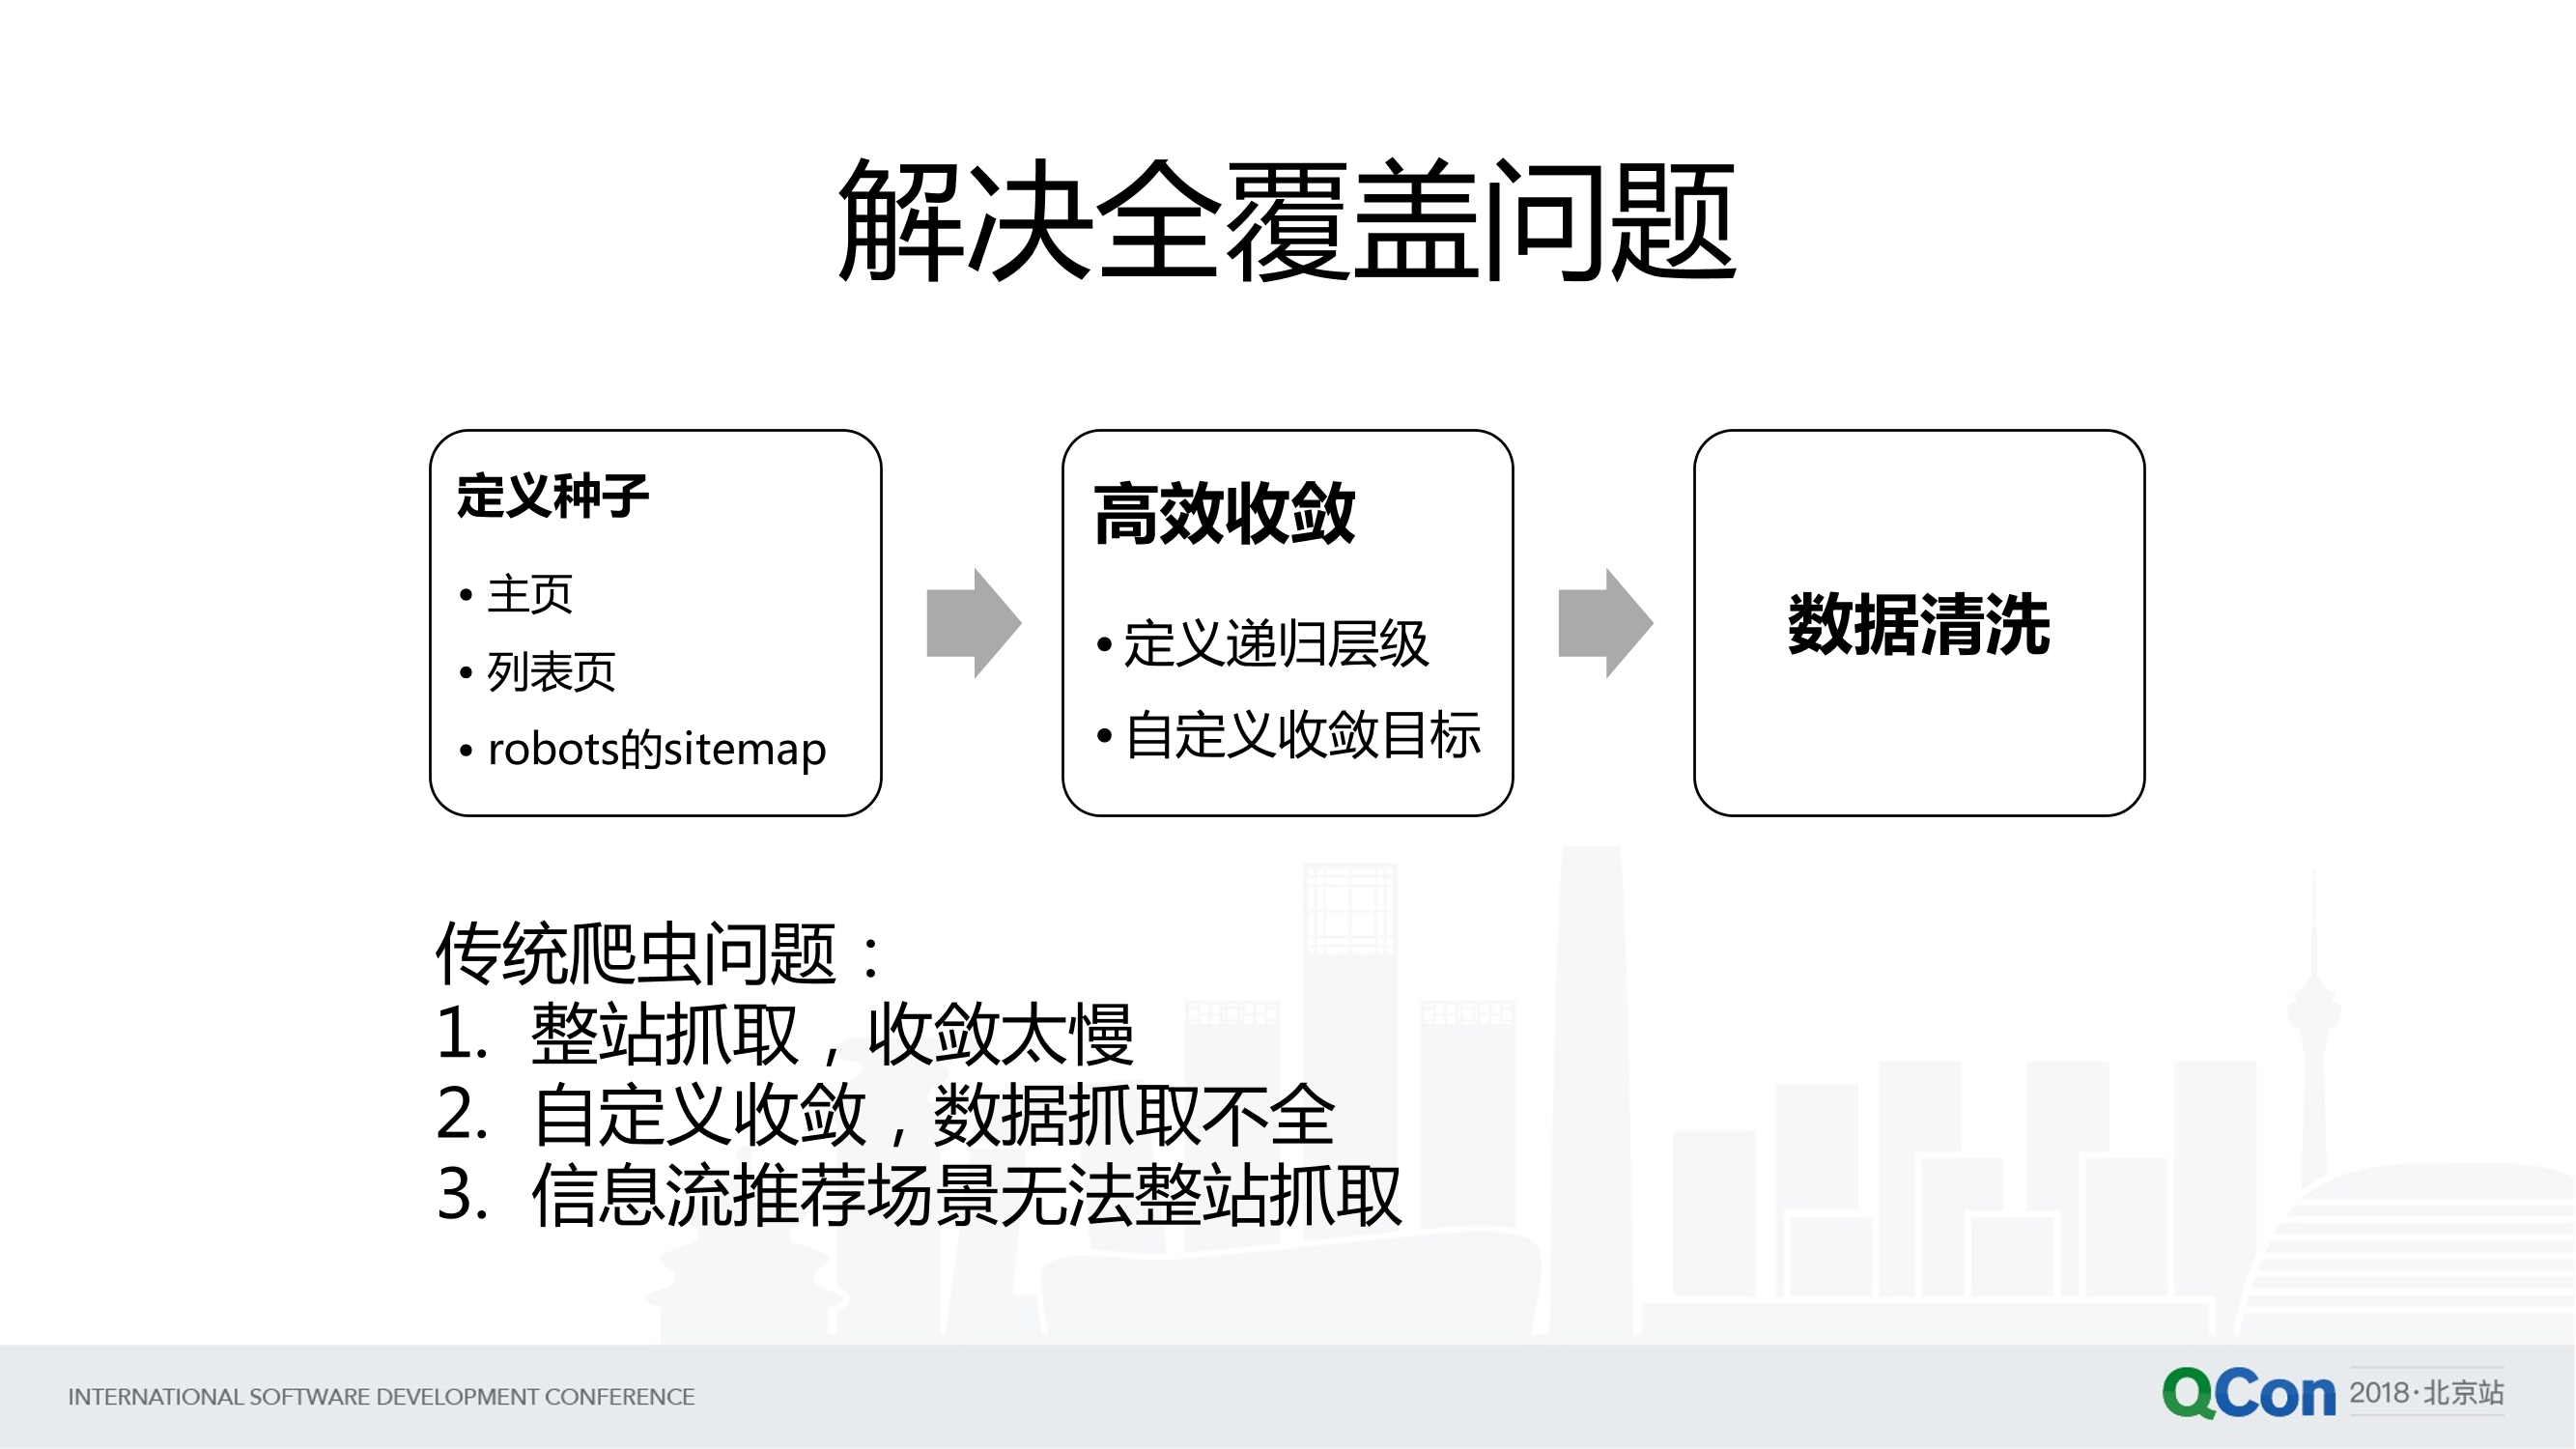 解决全覆盖问题
定义种子
• 主页
• 列表页
• robots的sitemap
高效收敛
• 定义递归层级
• 自定义收敛目标
数据清洗
传统爬虫问题：
1. 整站抓取，收敛太慢
2. 自定义收敛，数据抓取不全
3. 信息流推荐场景无法整站抓取
INTERNATIONAL SOFTWARE DEVELOPMENT CONFERENCE
QCon 2018·北京站